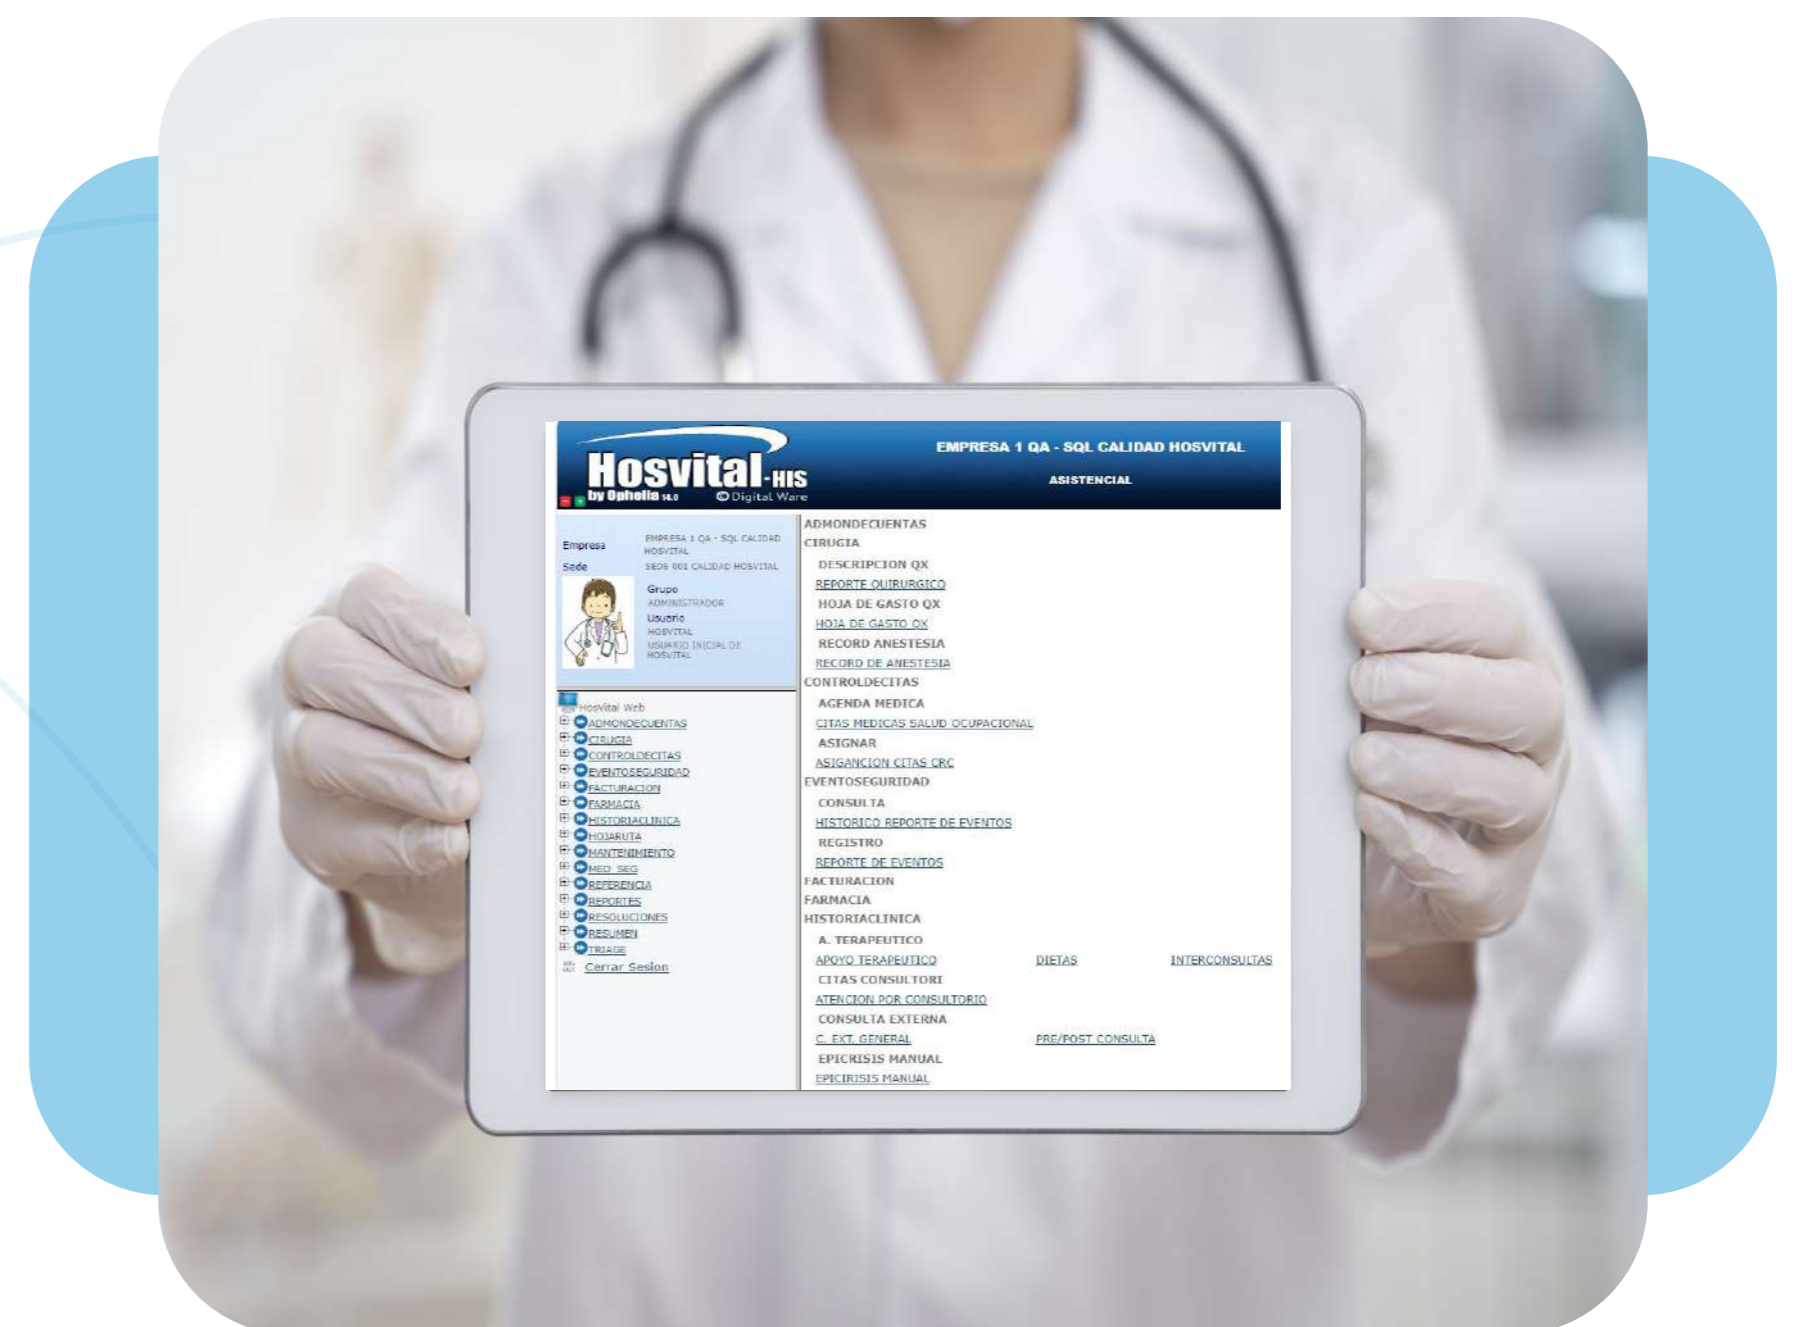 Hosvital-HIS
by Ophelia 14.0 © Digital Ware
EMPRESA 1 QA - SQL CALIDAD HOSVITAL
ASISTENCIAL
Empresa
EMPRESA 1 QA - SQL CALIDAD
HOSVITAL
Sede
SEDE 001 CALIDAD HOSVITAL
Grupo
ADMINISTRADOR
Usuario
HOSVITAL
USUARIO INICIAL DE
HOSVITAL
HosVital Web
ADMONDECUENTAS
CIRUGIA
CONTROLDECITAS
EVENTOSEGURIDAD
FACTURACION
FARMACIA
HISTORIACLINICA
HOJARUTA
MANTENIMIENTO
MED SEG
REFERENCIA
REPORTES
RESOLUCIONES
RESUMEN
TRIAGE
Cerrar Sesion
ADMONDECUENTAS
CIRUGIA
DESCRIPCION QX
REPORTE QUIRURGICO
HOJA DE GASTO QX
HOJA DE GASTO QX
RECORD ANESTESIA
RECORD DE ANESTESIA
CONTROLDECITAS
AGENDA MEDICA
CITAS MEDICAS SALUD OCUPACIONAL
ASIGNAR
ASIGANCION CITAS CRC
EVENTOSEGURIDAD
CONSULTA
HISTORICO REPORTE DE EVENTOS
REGISTRO
REPORTE DE EVENTOS
FACTURACION
FARMACIA
HISTORIACLINICA
A. TERAPEUTICO
APOYO TERAPEUTICO DIETAS INTERCONSULTAS
CITAS CONSULTORI
ATENCION POR CONSULTORIO
CONSULTA EXTERNA
C. EXT. GENERAL PRE/POST CONSULTA
EPICRISIS MANUAL
EPICIRISIS MANUAL